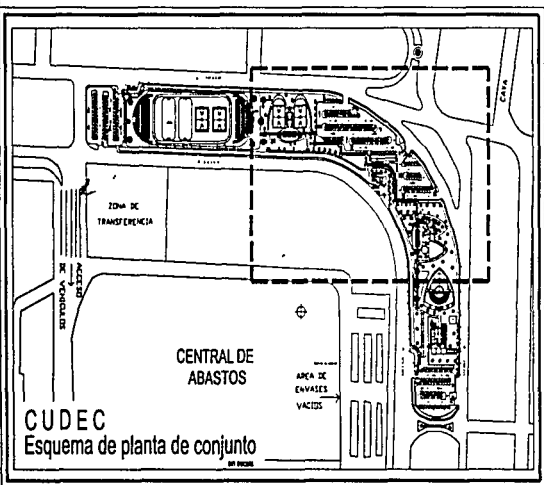 CAVA
ZONA DE
TRANSFERENCIA
ACCESO
DE VEHICULOS
CENTRAL DE
ABASTOS
AREA DE
ENVASES
VACIOS
CUDEC
Esquema de planta de conjunto